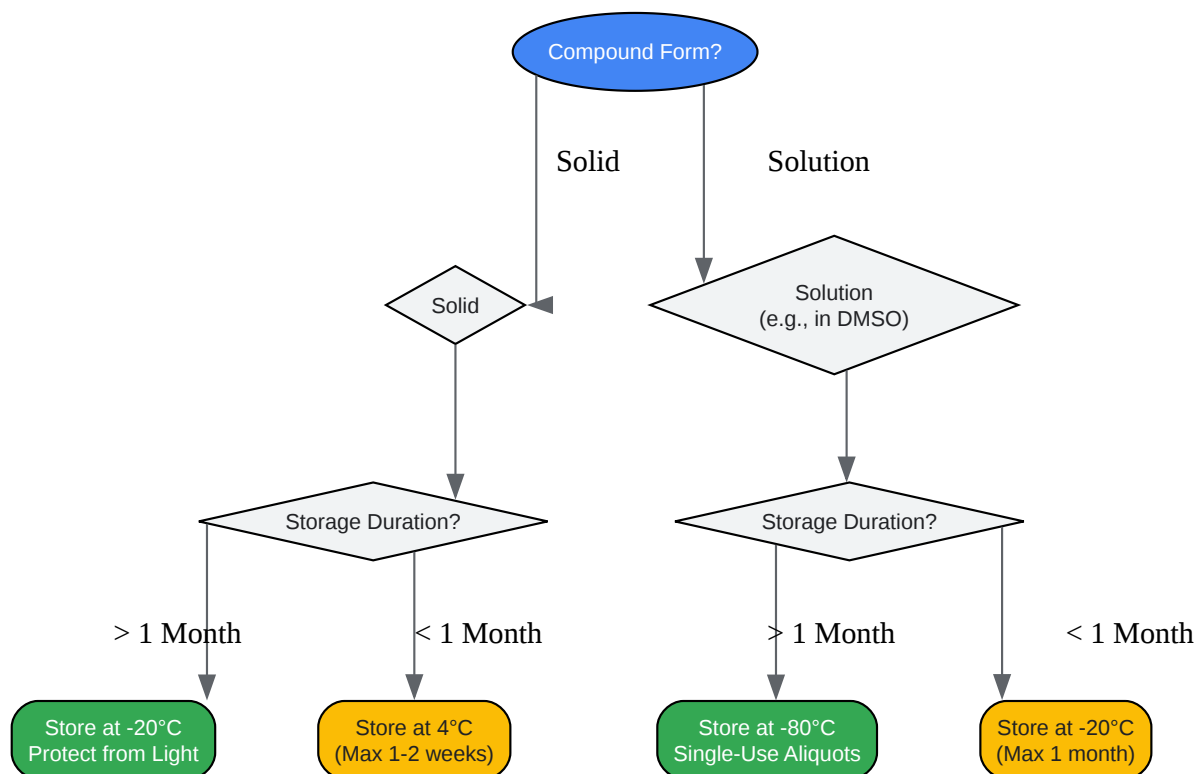 Compound Form?
Solid
Solution
Solid
Solution
(e.g., in DMSO)
Storage Duration?
Storage Duration?
> 1 Month
< 1 Month
> 1 Month
< 1 Month
Store at -20°C
Protect from Light
Store at 4°C
(Max 1-2 weeks)
Store at -80°C
Single-Use Aliquots
Store at -20°C
(Max 1 month)